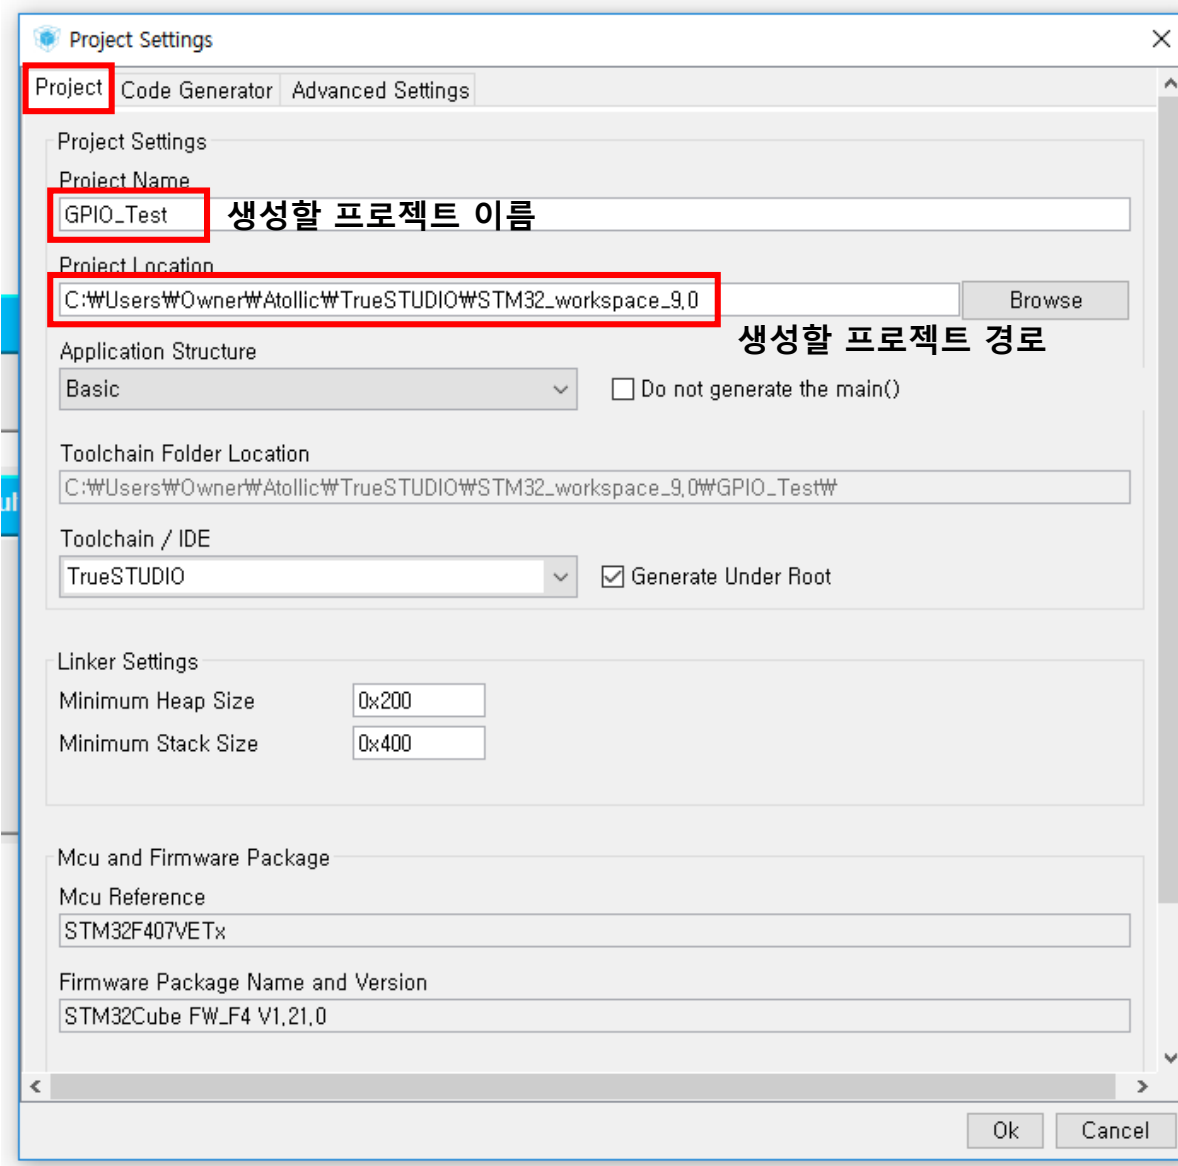 Project Settings
Project Code Generator Advanced Settings
Project Settings
Project Name
GPIO_Test 생성할 프로젝트 이름
Project Location
C:₩Users₩Owner₩Atollic₩TrueSTUDIO₩STM32_workspace_9.0 Browse
생성할 프로젝트 경로
Application Structure
Basic Do not generate the main()
Toolchain Folder Location
C:₩Users₩Owner₩Atollic₩TrueSTUDIO₩STM32_workspace_9.0₩GPIO_Test₩
Toolchain / IDE
TrueSTUDIO Generate Under Root
Linker Settings
Minimum Heap Size 0x200
Minimum Stack Size 0x400
Mcu and Firmware Package
Mcu Reference
STM32F407VETx
Firmware Package Name and Version
STM32Cube FW_F4 V1.21.0
Ok Cancel